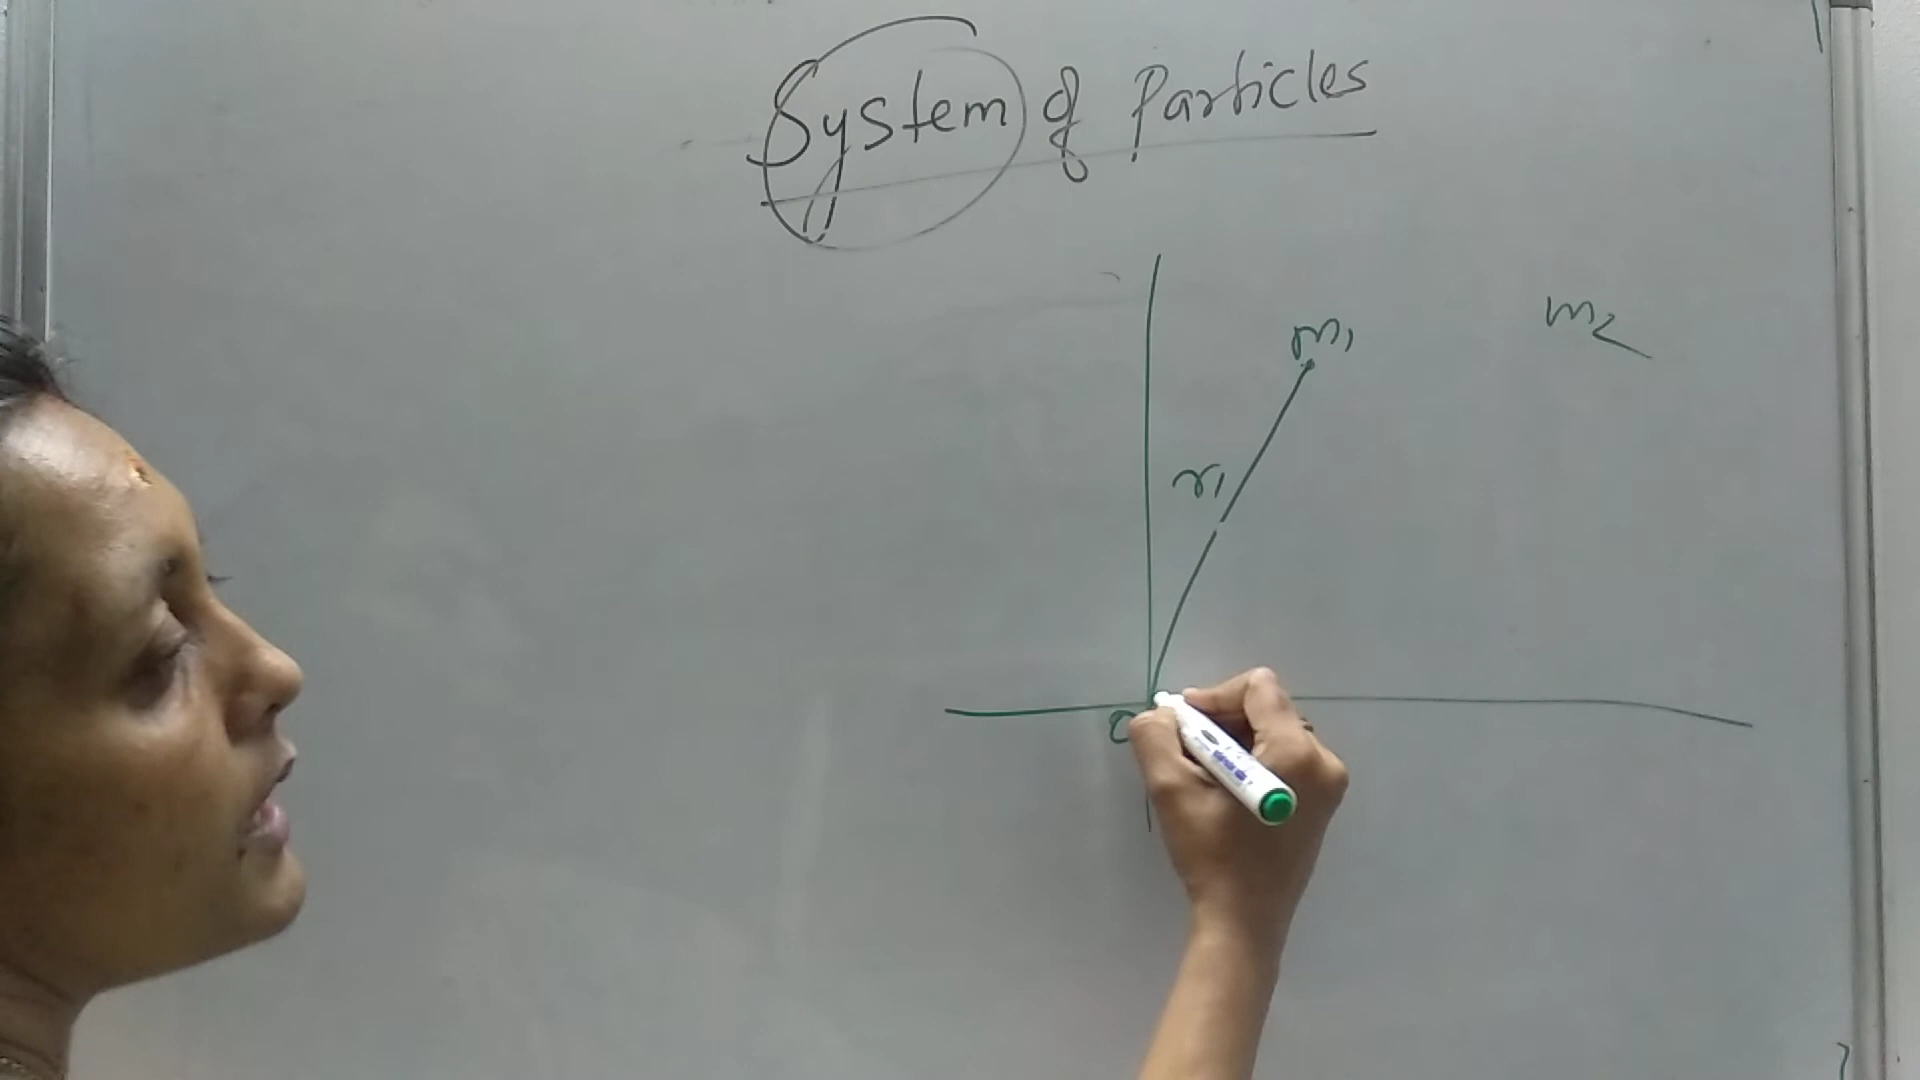 System of Particles
m1
m2
r1
O